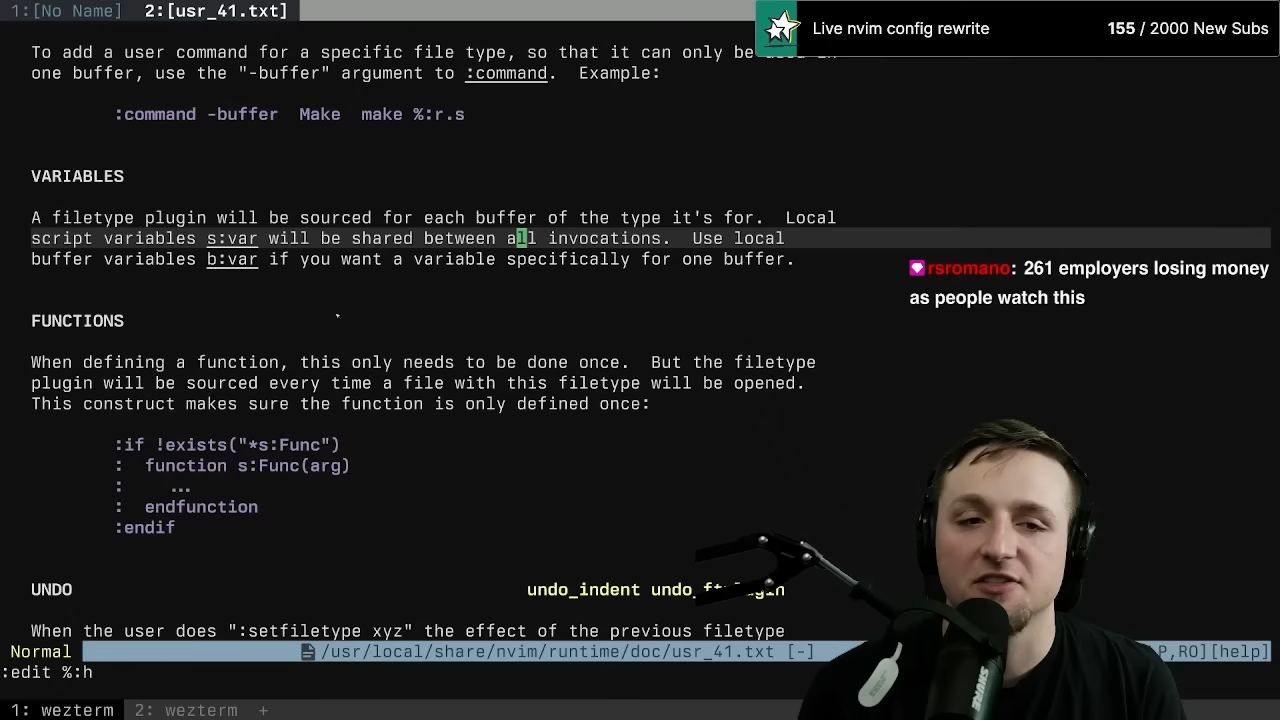 1:[No Name]  2:[usr_41.txt]
Live nvim config rewrite 155 / 2000 New Subs
To add a user command for a specific file type, so that it can only be
one buffer, use the "-buffer" argument to :command.  Example:
:command -buffer  Make  make %:r.s
VARIABLES
A filetype plugin will be sourced for each buffer of the type it's for.  Local
script variables s:var will be shared between all invocations.  Use local
buffer variables b:var if you want a variable specifically for one buffer.
rsromano: 261 employers losing money
as people watch this
FUNCTIONS
When defining a function, this only needs to be done once.  But the filetype
plugin will be sourced every time a file with this filetype will be opened.
This construct makes sure the function is only defined once:
:if !exists("*s:Func")
:  function s:Func(arg)
:     ...
:  endfunction
:endif
UNDO undo_indent undo_ftplugin
When the user does ":setfiletype xyz" the effect of the previous filetype
Normal /usr/local/share/nvim/runtime/doc/usr_41.txt [-] P,RO][help]
:edit %:h
1: wezterm  2: wezterm  +
SHURE